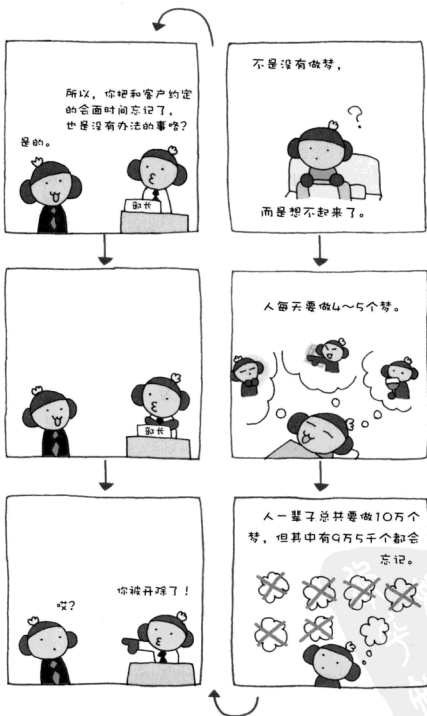 不是没有做梦，
?
而是想不起来了。
人每天要做4～5个梦。
人一辈子总共要做10万个
梦，但其中有9万5千个都会
忘记。
所以，你把和客户约定
的会面时间忘记了，
也是没有办法的事咯？
是的。
部长
部长
你被开除了！
哎？